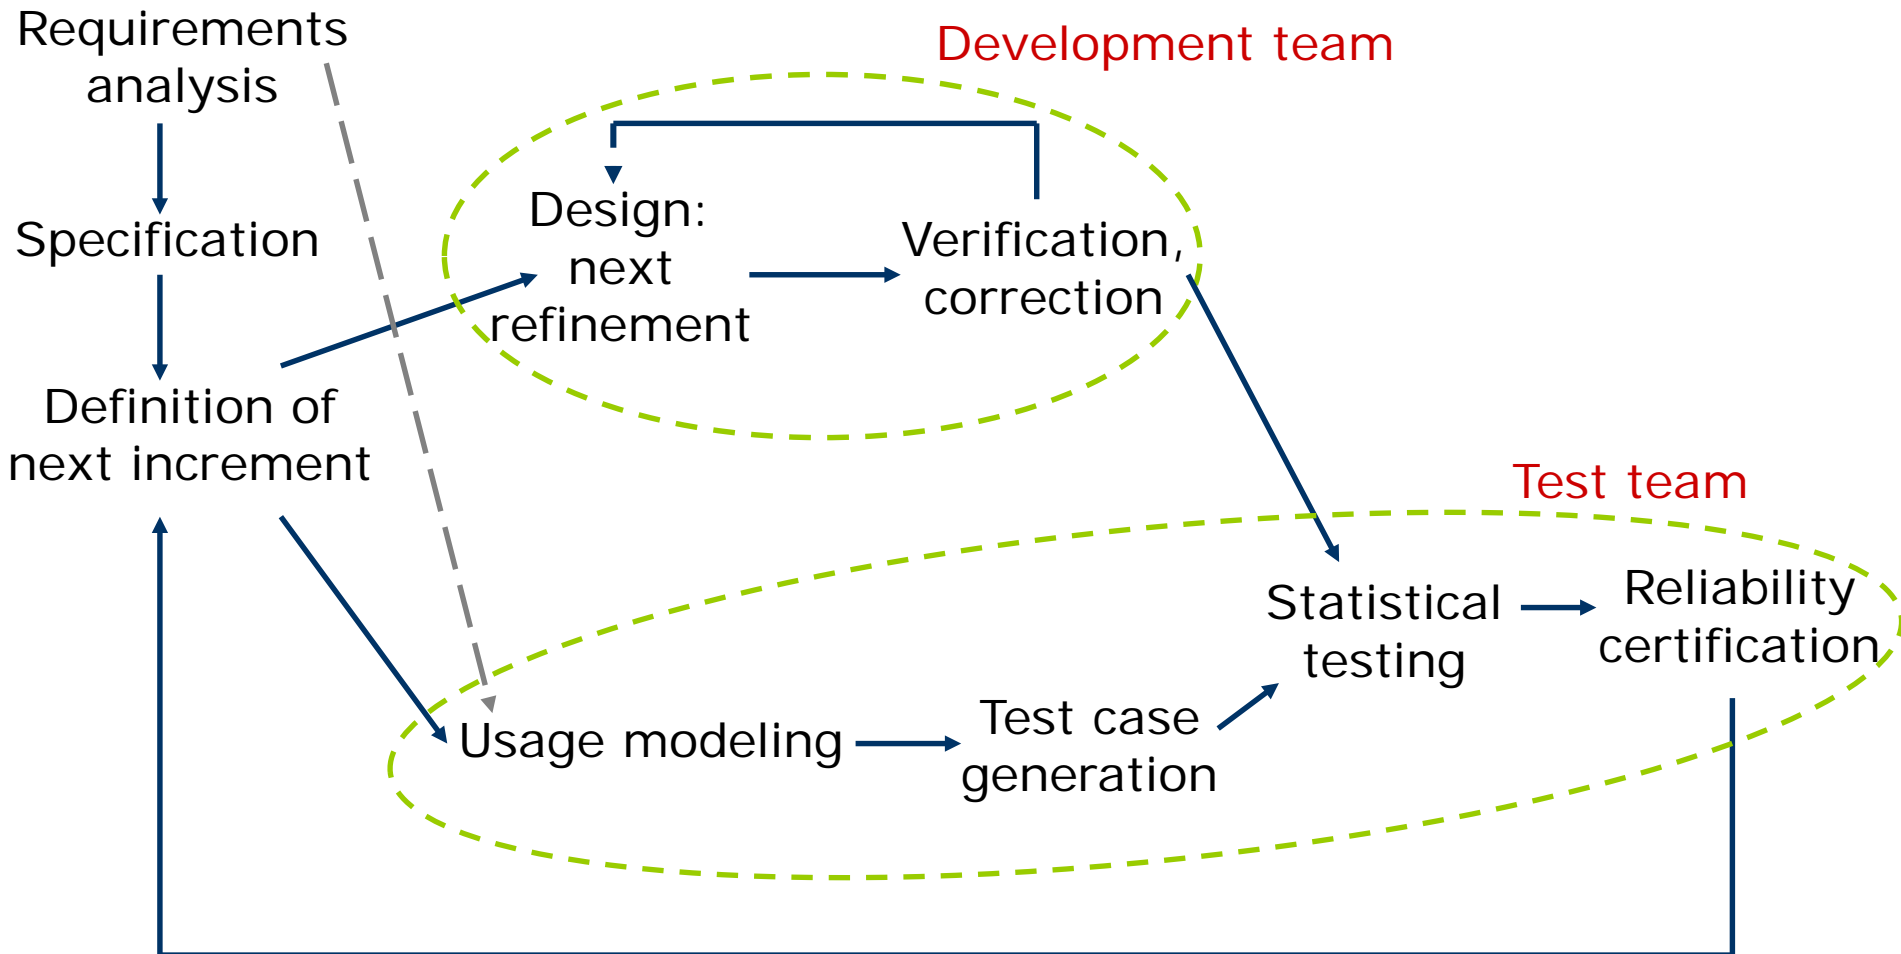 Requirements
analysis
Development team
Specification
Design:
next
refinement
Verification,
correction
Definition of
next increment
Test team
Statistical
testing
Reliability
certification
Usage modeling
Test case
generation